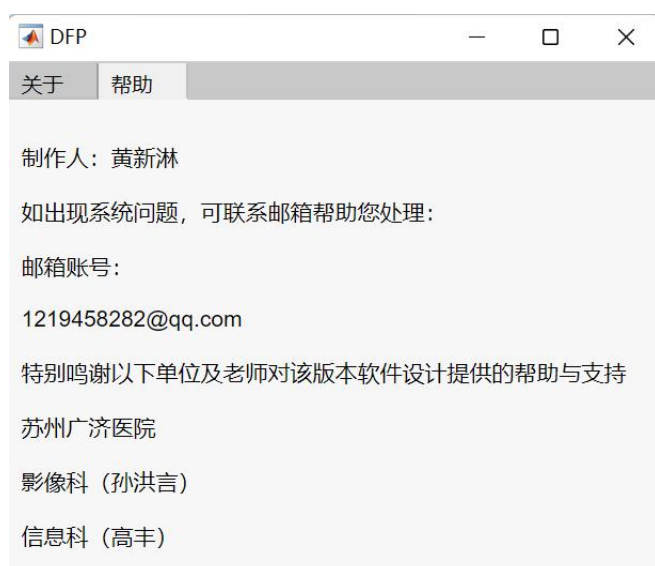 DFP
关于 帮助
制作人：黄新淋
如出现系统问题，可联系邮箱帮助您处理：
邮箱账号：
1219458282@qq.com
特别鸣谢以下单位及老师对该版本软件设计提供的帮助与支持
苏州广济医院
影像科（孙洪言）
信息科（高丰）